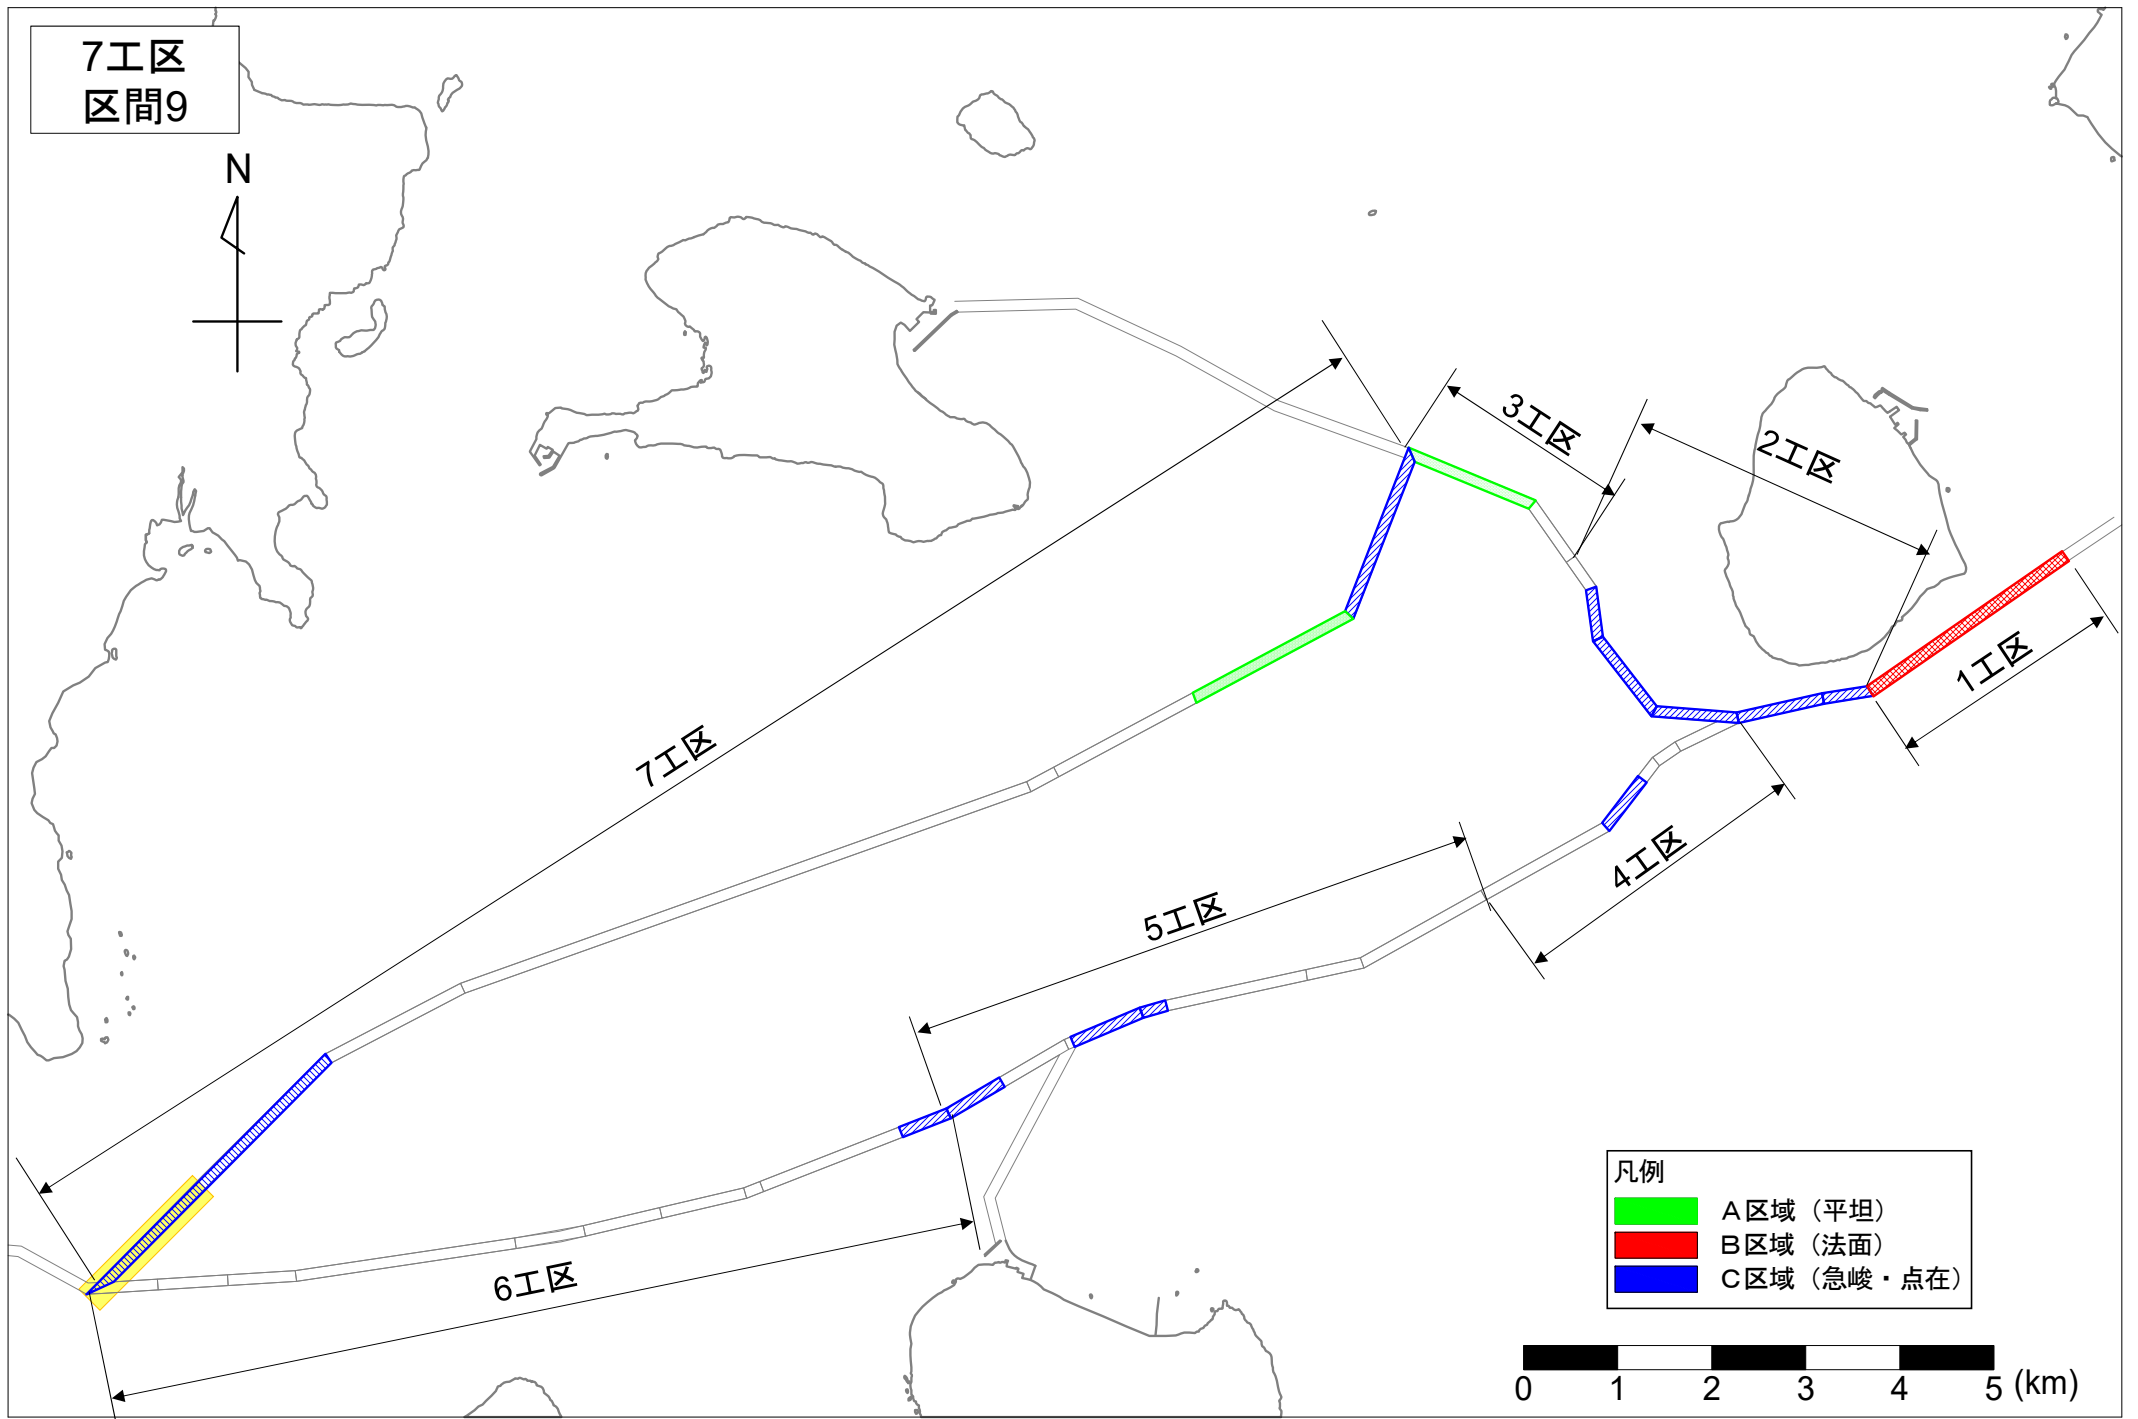 7工区
区間9
N
3工区
2工区
1工区
7工区
4工区
5工区
6工区
凡例
A区域（平坦）
B区域（法面）
C区域（急峻・点在）
0 1 2 3 4 5 (km)